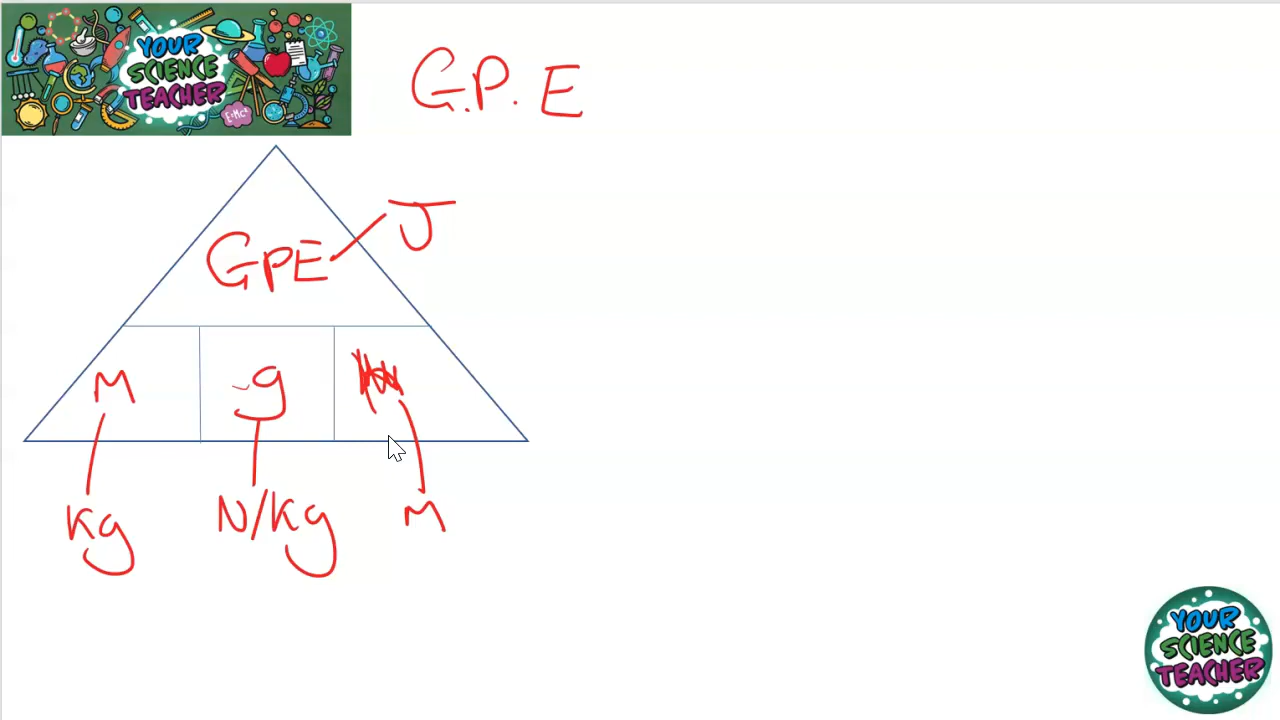 YOUR
SCIENCE
TEACHER
E=MC²
G.P.E
J
GPE
M
g
Kg
N/Kg
M
YOUR
SCIENCE
TEACHER